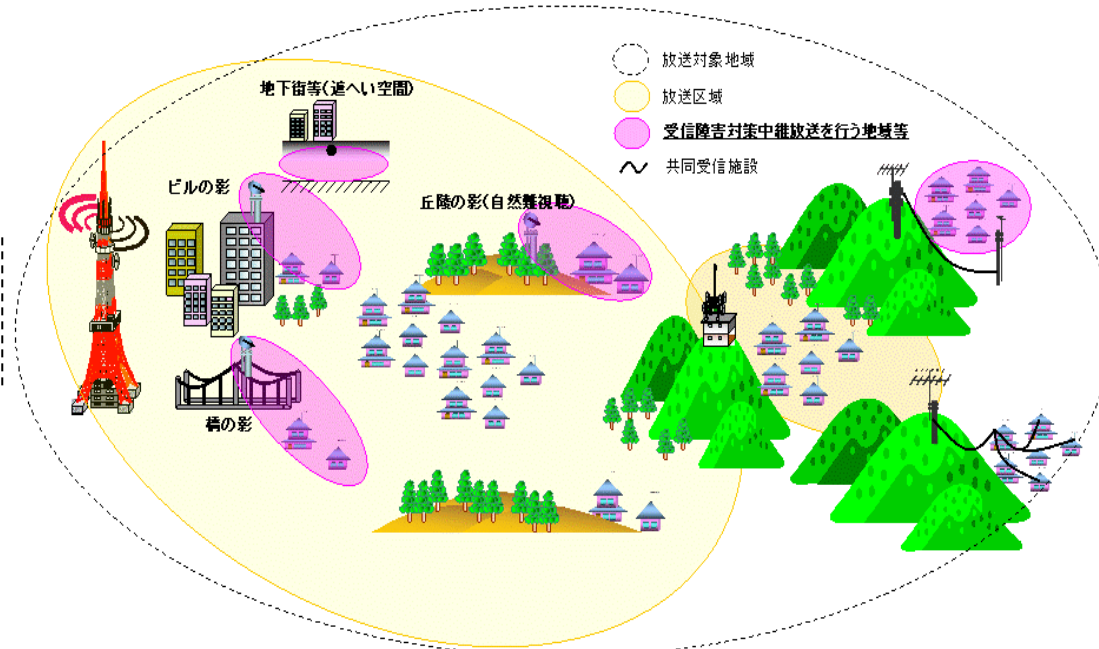 放送対象地域
放送区域
地下街等(遮へい空間)
受信障害対策中継放送を行う地域等
共同受信施設
ビルの影
丘陵の影(自然難視聴)
橋の影